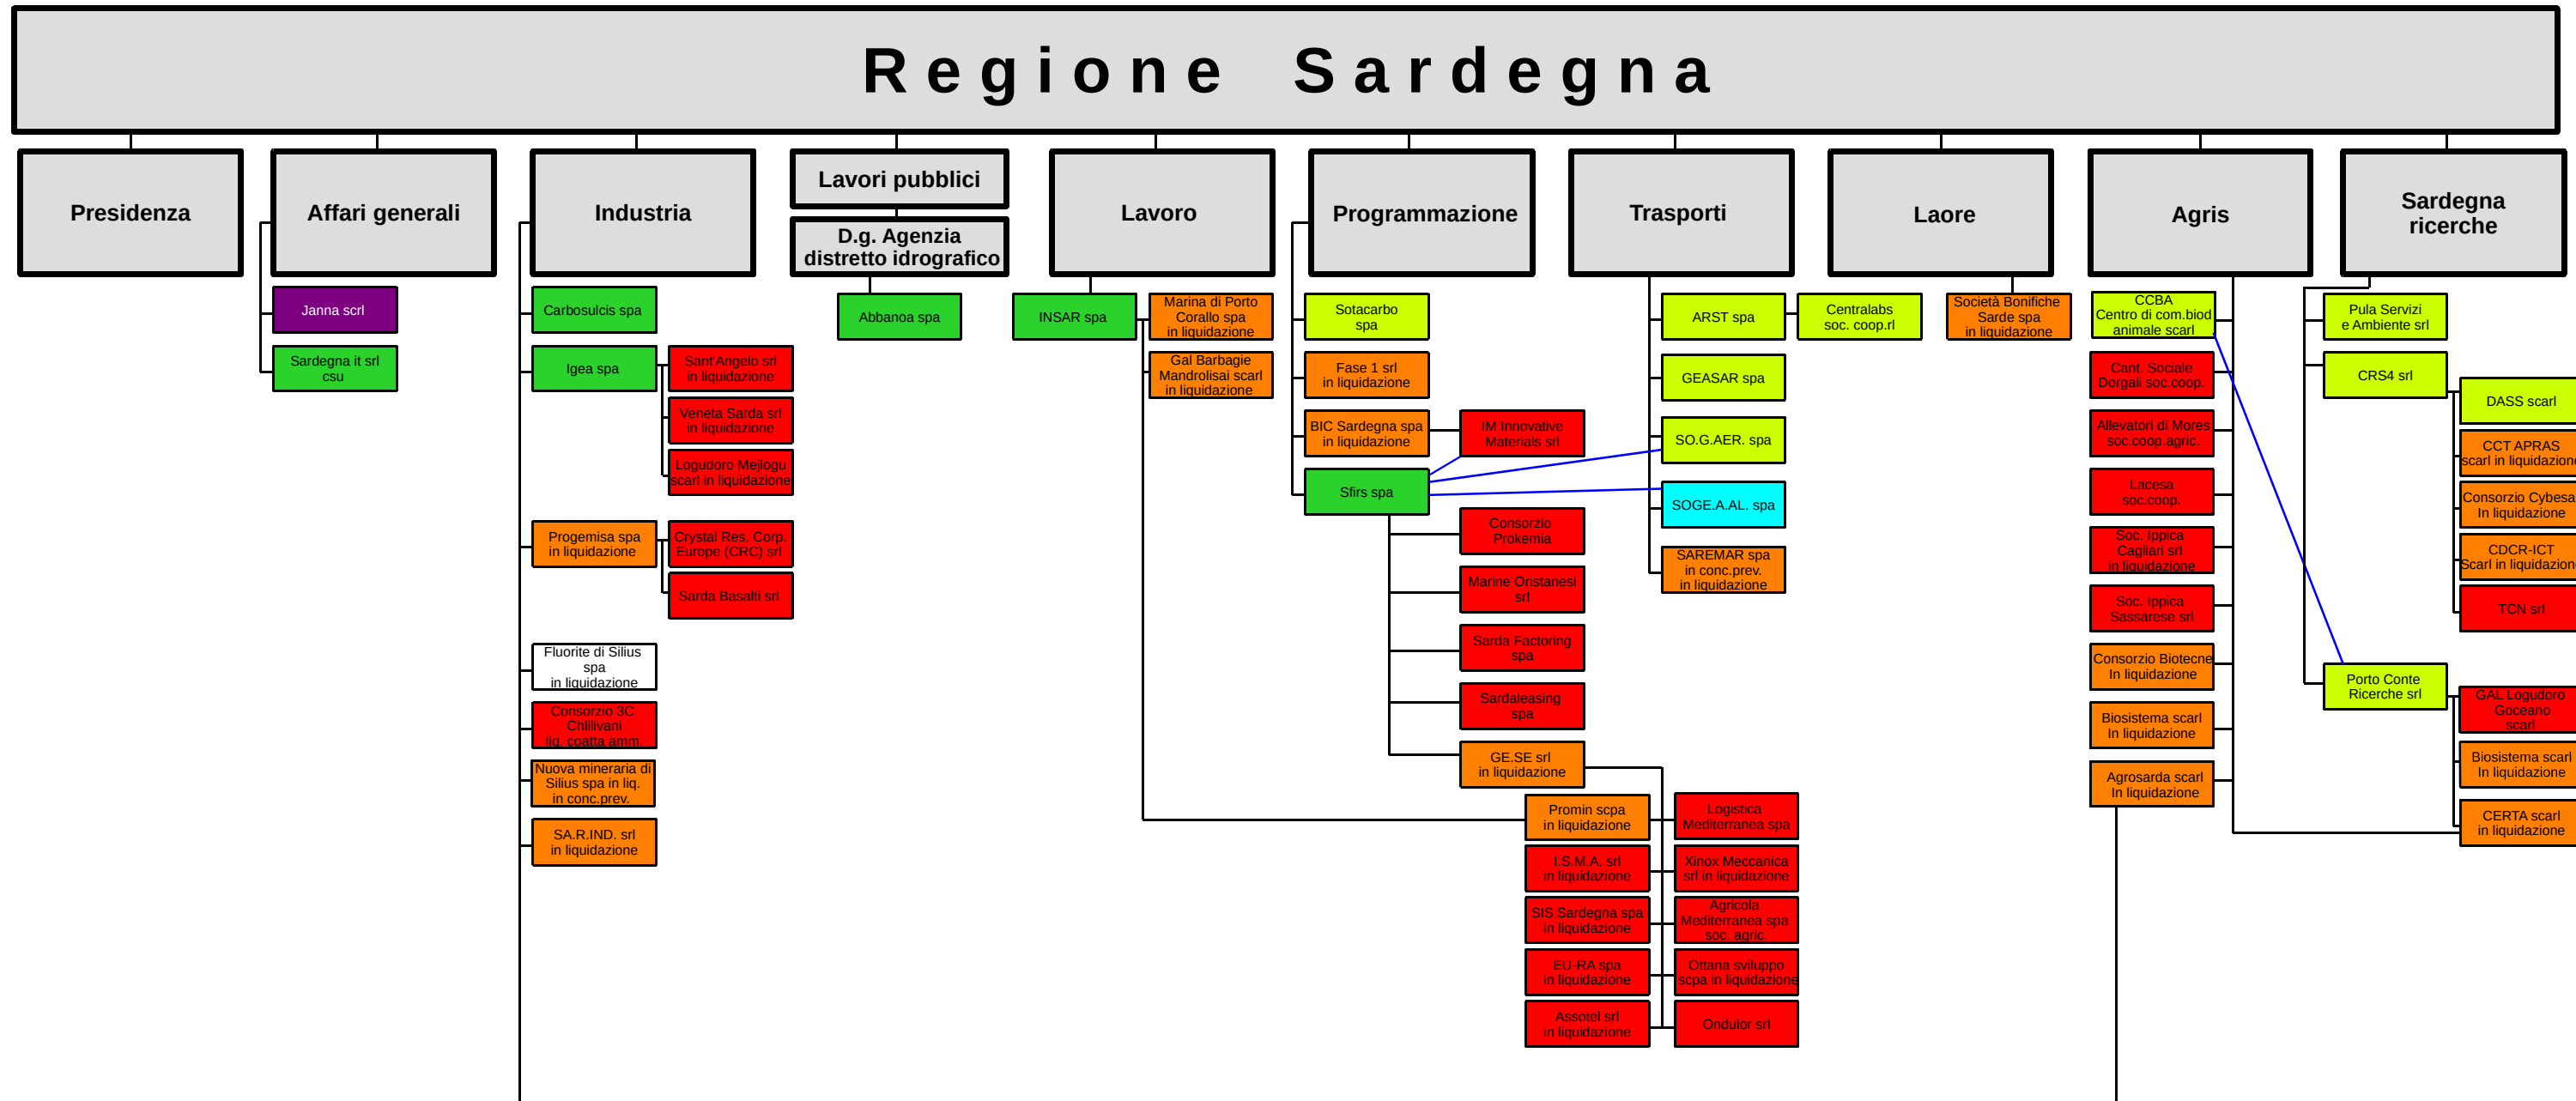 Regione Sardegna
Presidenza
Affari generali
Janna scrl
Sardegna it srl
csu
Industria
Carbosulcis spa
Igea spa
Sant'Angelo srl
in liquidazione
Veneta Sarda srl
in liquidazione
Logudoro Mejlogu
scarl in liquidazione
Progemisa spa
in liquidazione
Crystal Res. Corp.
Europe (CRC) srl
Sarda Basalti srl
Fluorite di Silius
spa
in liquidazione
Consorzio 3C
Chlilivani
liq. coatta amm.
Nuova mineraria di
Silius spa in liq.
in conc.prev.
SA.R.IND. srl
in liquidazione
Lavori pubblici
D.g. Agenzia
distretto idrografico
Abbanoa spa
Lavoro
INSAR spa
Marina di Porto
Corallo spa
in liquidazione
Gal Barbagie
Mandrolisai scarl
in liquidazione
Programmazione
Sotacarbo
spa
Fase 1 srl
in liquidazione
BIC Sardegna spa
in liquidazione
IM Innovative
Materials srl
Sfirs spa
Consorzio
Prokemia
Marine Oristanesi
srl
Sarda Factoring
spa
Sardaleasing
spa
GE.SE srl
in liquidazione
Promin scpa
in liquidazione
Logistica
Mediterranea spa
I.S.M.A. srl
in liquidazione
Xinox Meccanica
srl in liquidazione
SIS Sardegna spa
in liquidazione
Agricola
Mediterranea spa
soc. agric.
EU-RA spa
in liquidazione
Ottana sviluppo
scpa in liquidazione
Assotel srl
in liquidazione
Ondulor srl
Trasporti
ARST spa
Centralabs
soc. coop.rl
GEASAR spa
SO.G.AER. spa
SOGE.A.AL. spa
SAREMAR spa
in conc.prev.
in liquidazione
Laore
Società Bonifiche
Sarde spa
in liquidazione
Agris
CCBA
Centro di com.biod
animale scarl
Cant. Sociale
Dorgali soc.coop.
Allevatori di Mores
soc.coop.agric.
Lacesa
soc.coop.
Soc. Ippica
Cagliari srl
in liquidazione
Soc. Ippica
Sassarese srl
Consorzio Biotecne
In liquidazione
Biosistema scarl
In liquidazione
Agrosarda scarl
In liquidazione
Sardegna
ricerche
Pula Servizi
e Ambiente srl
CRS4 srl
DASS scarl
CCT APRAS
scarl in liquidazione
Consorzio Cybesar
In liquidazione
CDCR-ICT
Scarl in liquidazione
TCN srl
Porto Conte
Ricerche srl
GAL Logudoro
Goceano
scarl
Biosistema scarl
In liquidazione
CERTA scarl
in liquidazione